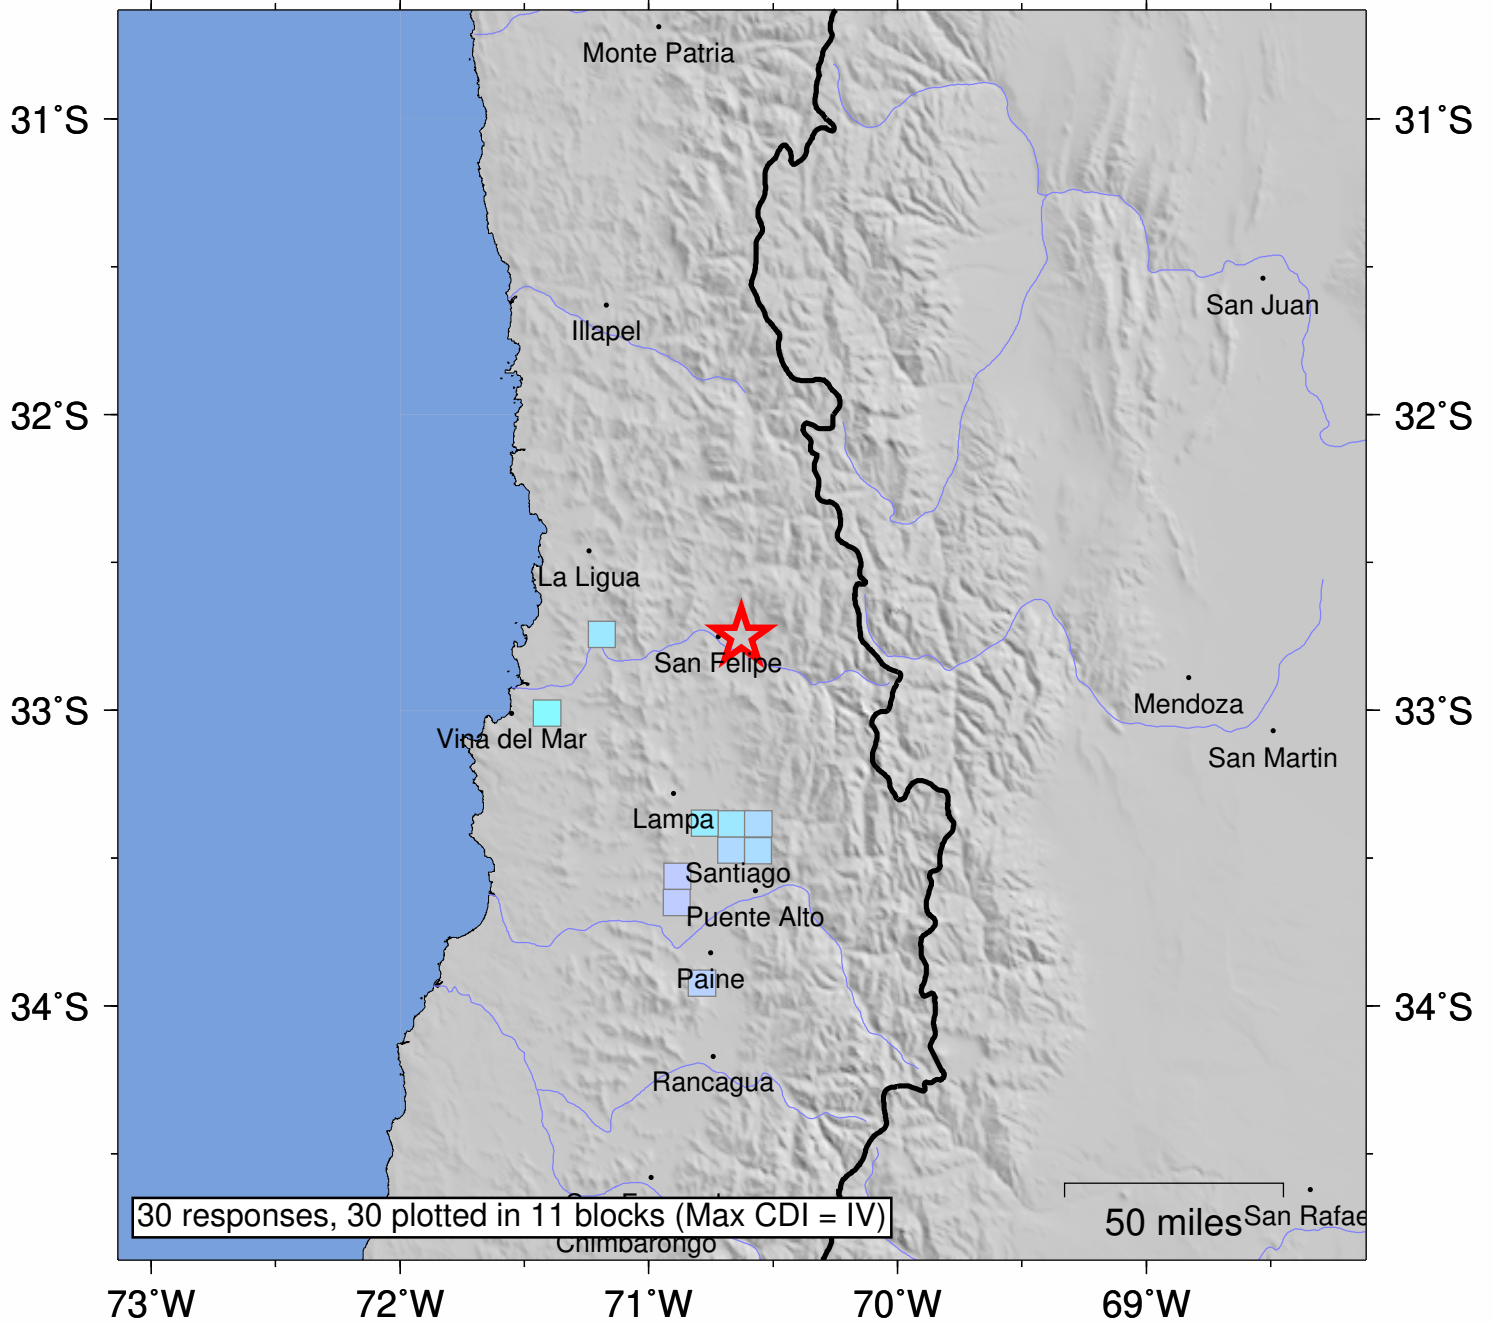 Monte Patria
31°S
31°S
San Juan
Illapel
32°S
32°S
La Ligua
San Felipe
Mendoza
33°S
33°S
Vina del Mar
San Martin
Lampa
Santiago
Puente Alto
Paine
34°S
34°S
Rancagua
30 responses, 30 plotted in 11 blocks (Max CDI = IV)
50 miles
San Rafae
Chimbarongo
73°W
72°W
71°W
70°W
69°W